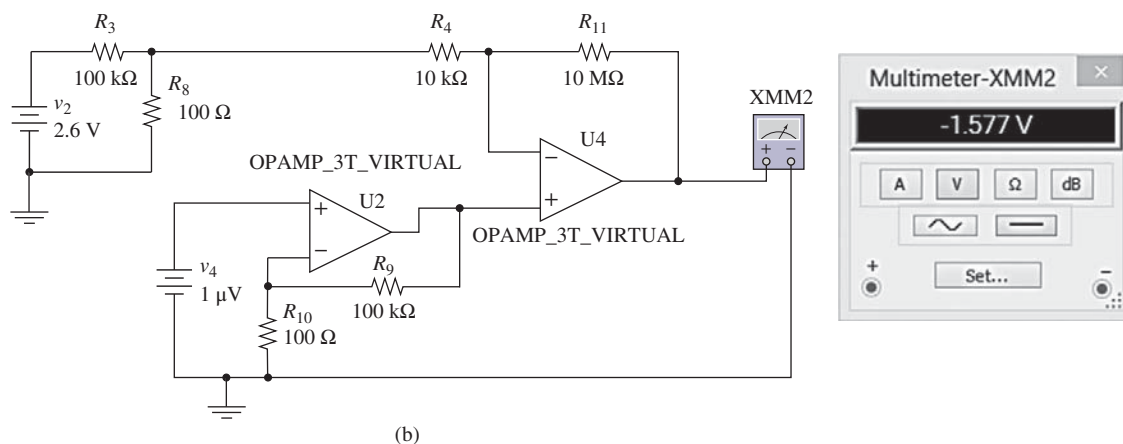 R3
100 kΩ
R4
10 kΩ
R11
10 MΩ
R8
100 Ω
v2
2.6 V
XMM2
+ −
U4
−
+
OPAMP_3T_VIRTUAL
U2
+
−
OPAMP_3T_VIRTUAL
R9
100 kΩ
v4
1 μV
R10
100 Ω
(b)
Multimeter-XMM2
×
-1.577 V
A V Ω dB
+ Set... −